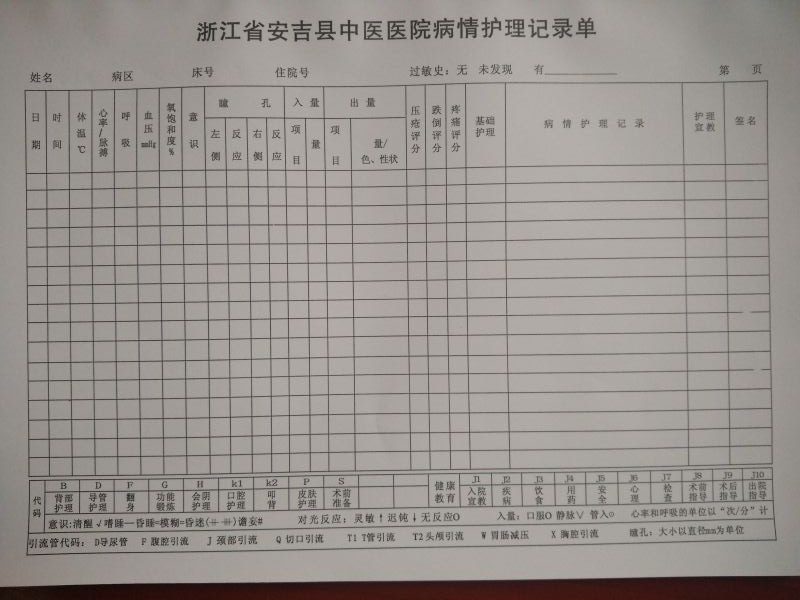 浙江省安吉县中医医院病情护理记录单
姓名 病区 床号 住院号 过敏史：无 未发现 有________ 第 页
日期 时间 体温℃ 心率/脉搏 呼吸 血压mmHg 氧饱和度% 意识 瞳孔 入量 出量 压疮评分 跌倒评分 疼痛评分 基础护理 病情护理记录 护理宣教 签名
左侧 反应 右侧 反应 项目 量 项目 量/色、性状
代码 B D F G H k1 k2 P S 健康教育 J1 J2 J3 J4 J5 J6 J7 J8 J9 J10
背部护理 导管护理 翻身 功能锻炼 会阴护理 口腔护理 叩背 皮肤护理 术前准备 入院宣教 疾病 饮食 用药 安全 心理 检查 术前指导 术后指导 出院指导
意识:清醒√嗜睡—昏睡=模糊≡昏迷(卄 卅)谵妄# 对光反应：灵敏↑迟钝↓无反应O 入量：口服O 静脉∨ 管入⊙ 心率和呼吸的单位以“次/分”计
引流管代码： D导尿管 F 腹腔引流 J 颈部引流 Q 切口引流 T1 T管引流 T2 头颅引流 W 胃肠减压 X 胸腔引流 瞳孔：大小以直径mm为单位